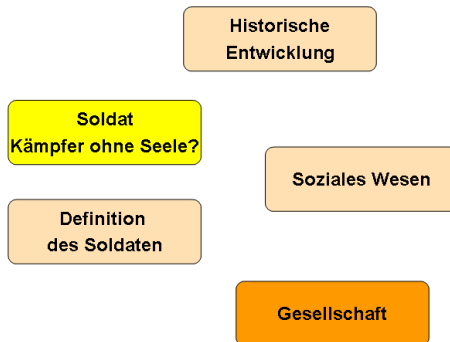 Historische
Entwicklung
Soldat
Kämpfer ohne Seele?
Soziales Wesen
Definition
des Soldaten
Gesellschaft